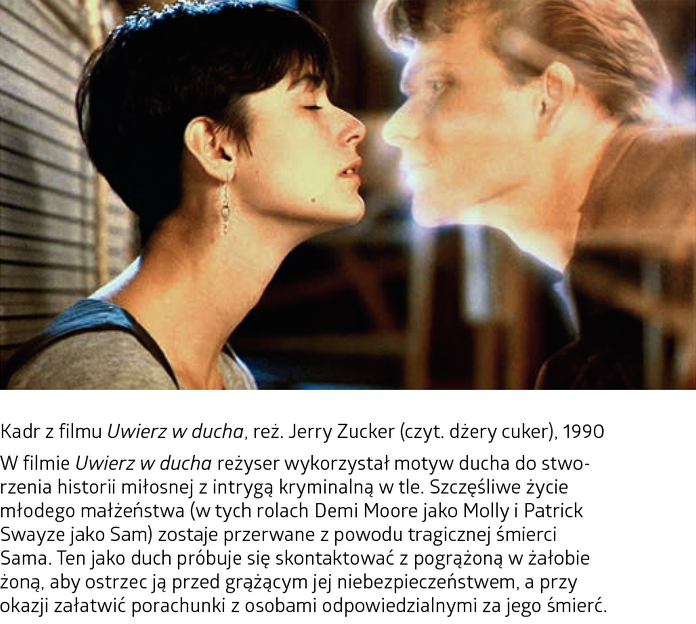 Kadr z filmu Uwierz w ducha, reż. Jerry Zucker (czyt. dżery cuker), 1990
W filmie Uwierz w ducha reżyser wykorzystał motyw ducha do stwo-
rzenia historii miłosnej z intrygą kryminalną w tle. Szczęśliwe życie
młodego małżeństwa (w tych rolach Demi Moore jako Molly i Patrick
Swayze jako Sam) zostaje przerwane z powodu tragicznej śmierci
Sama. Ten jako duch próbuje się skontaktować z pogrążoną w żałobie
żoną, aby ostrzec ją przed grążącym jej niebezpieczeństwem, a przy
okazji załatwić porachunki z osobami odpowiedzialnymi za jego śmierć.